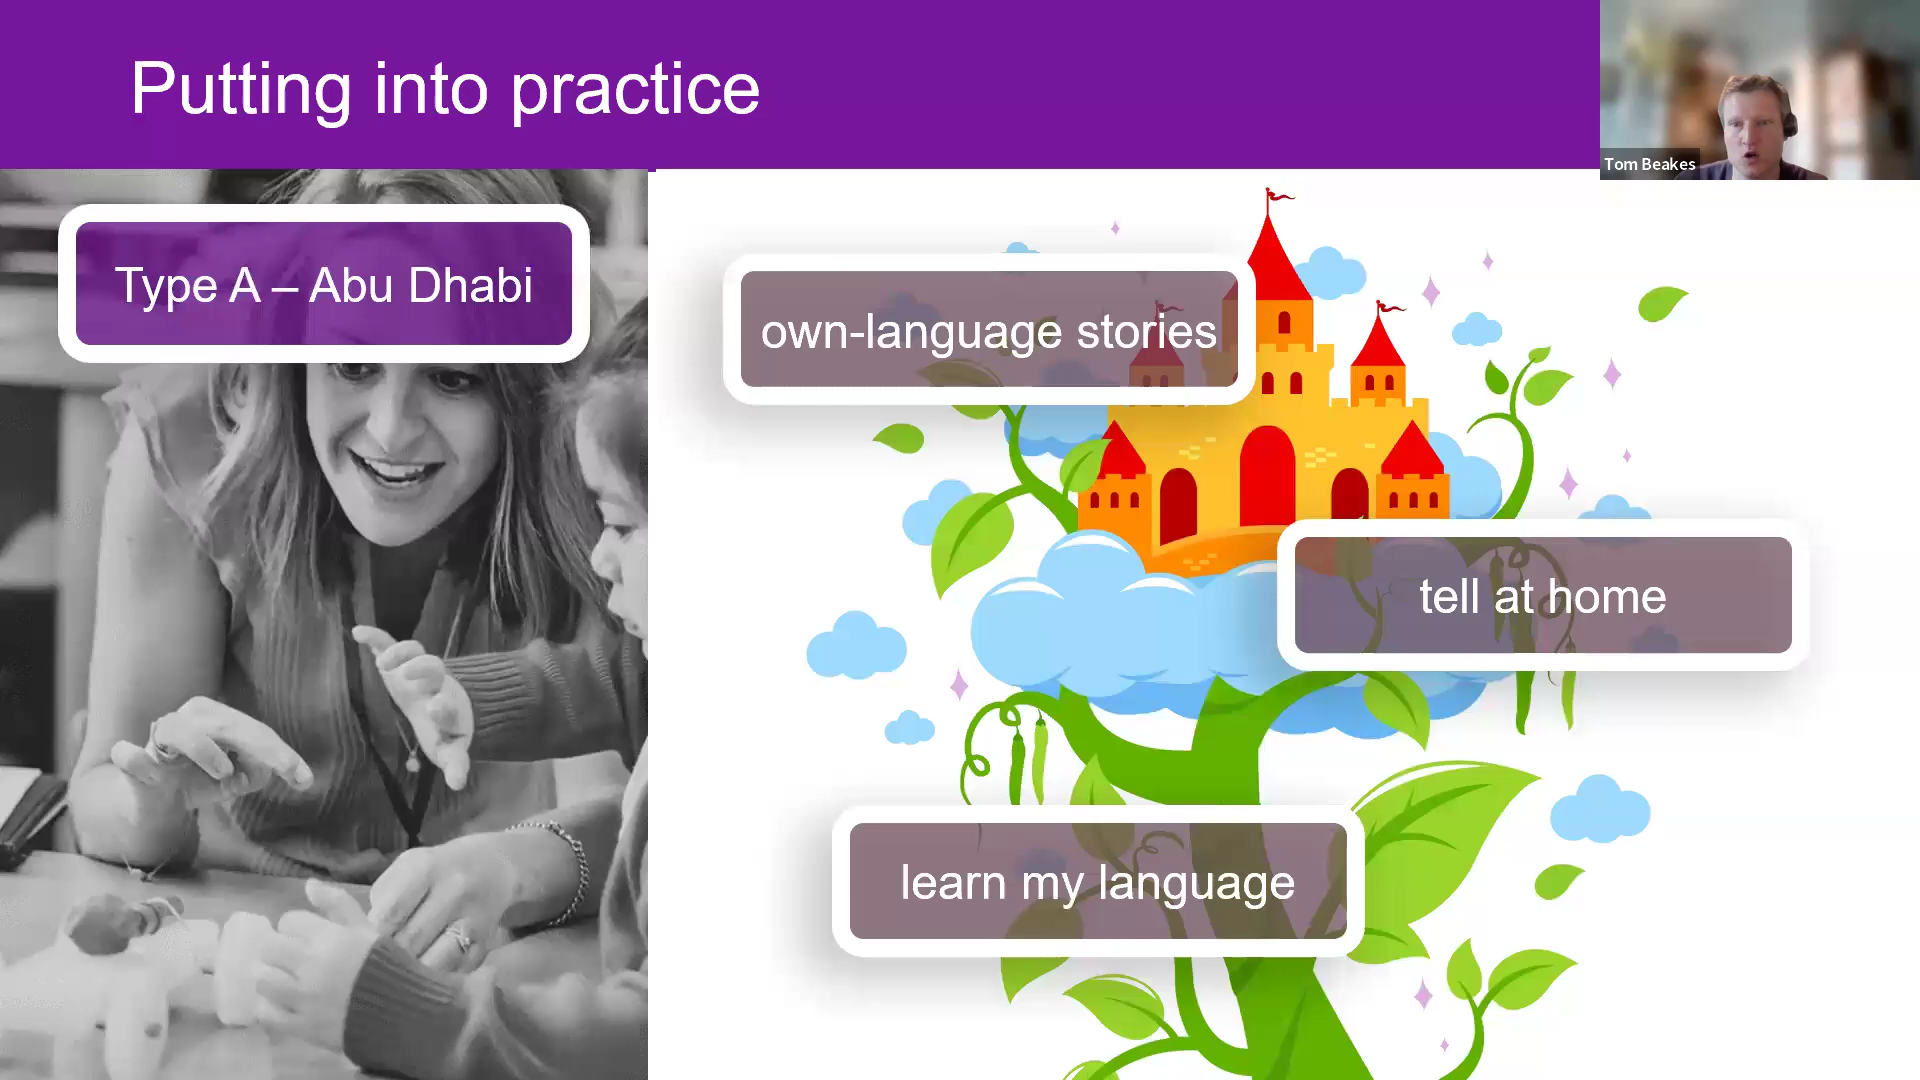 Putting into practice
Tom Beakes
Type A – Abu Dhabi
own-language stories
tell at home
learn my language